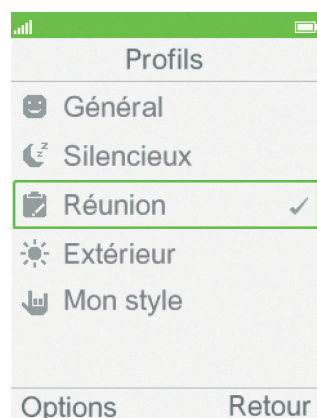 Profils
Général
Silencieux
Réunion
Extérieur
Mon style
Options Retour